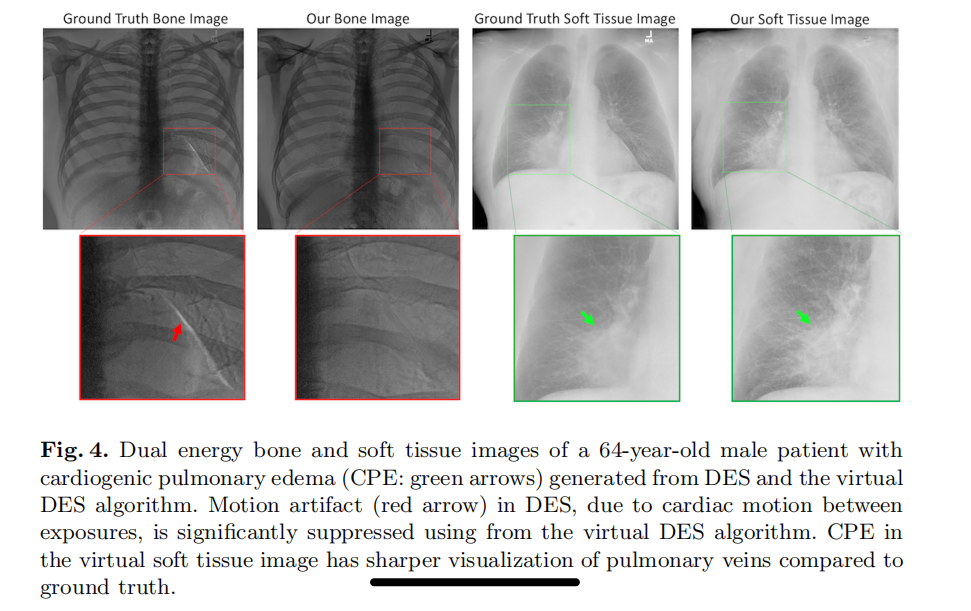 Ground Truth Bone Image
Our Bone Image
Ground Truth Soft Tissue Image
Our Soft Tissue Image
Fig. 4. Dual energy bone and soft tissue images of a 64-year-old male patient with
cardiogenic pulmonary edema (CPE: green arrows) generated from DES and the virtual
DES algorithm. Motion artifact (red arrow) in DES, due to cardiac motion between
exposures, is significantly suppressed using from the virtual DES algorithm. CPE in
the virtual soft tissue image has sharper visualization of pulmonary veins compared to
ground truth.